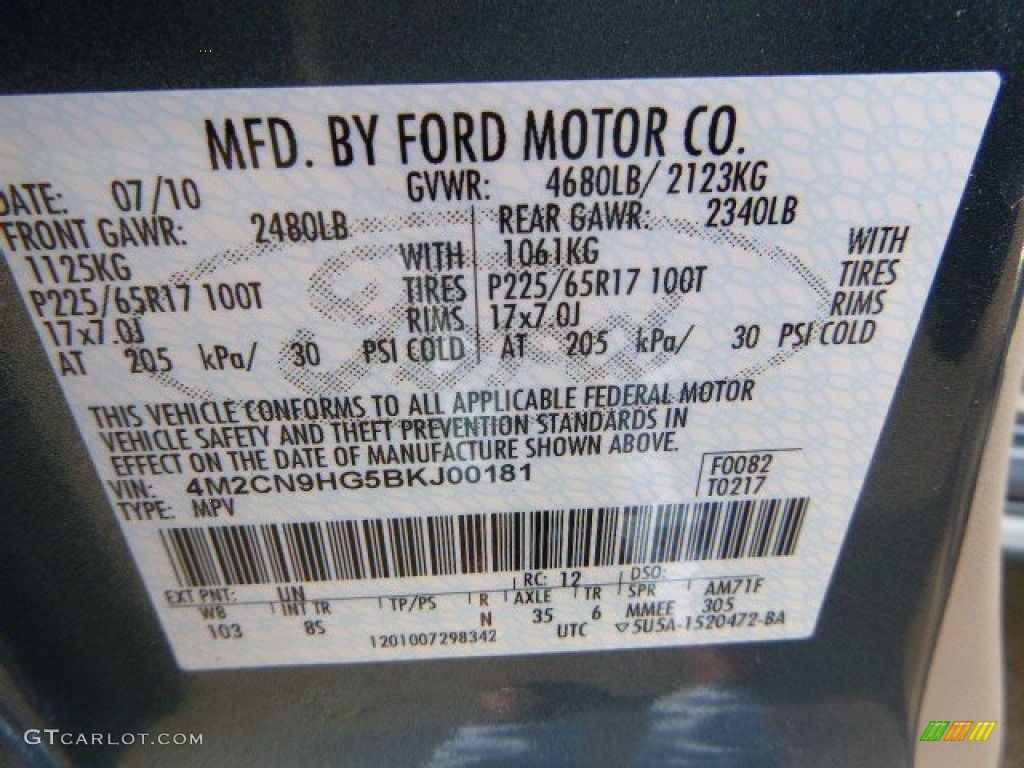 MFD. BY FORD MOTOR CO.
DATE: 07/10 GVWR: 4680LB/ 2123KG
FRONT GAWR: 2480LB REAR GAWR: 2340LB
1125KG WITH 1061KG WITH
P225/65R17 100T TIRES P225/65R17 100T TIRES
17x7.0J RIMS 17x7.0J RIMS
AT 205 kPa/ 30 PSI COLD AT 205 kPa/ 30 PSI COLD
THIS VEHICLE CONFORMS TO ALL APPLICABLE FEDERAL MOTOR
VEHICLE SAFETY AND THEFT PREVENTION STANDARDS IN
EFFECT ON THE DATE OF MANUFACTURE SHOWN ABOVE.
VIN: 4M2CN9HG5BKJ00181 F0082
TYPE: MPV T0217
EXT PNT: UN RC: 12 DSO:
WB INT TR TP/PS R AXLE TR SPR AM71F
103 8S N 35 6 MMEE 305
1201007298342 UTC ▽5U5A-1520472-BA
GTCARLOT.COM